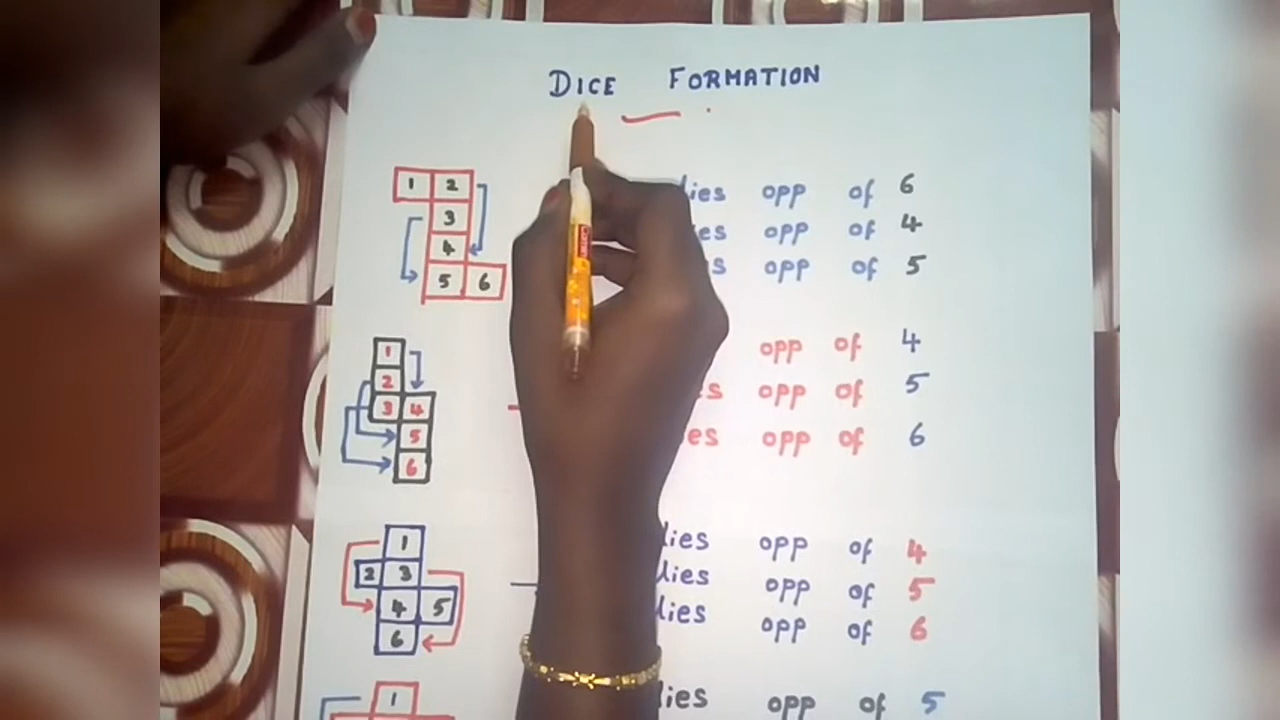 DICE FORMATION
1 2
3
4
5 6
lies opp of 6
es opp of 4
s opp of 5
1
2
3 4
5
6
opp of 4
s opp of 5
es opp of 6
1
2 3
4 5
6
lies opp of 4
lies opp of 5
lies opp of 6
1
lies opp of 5